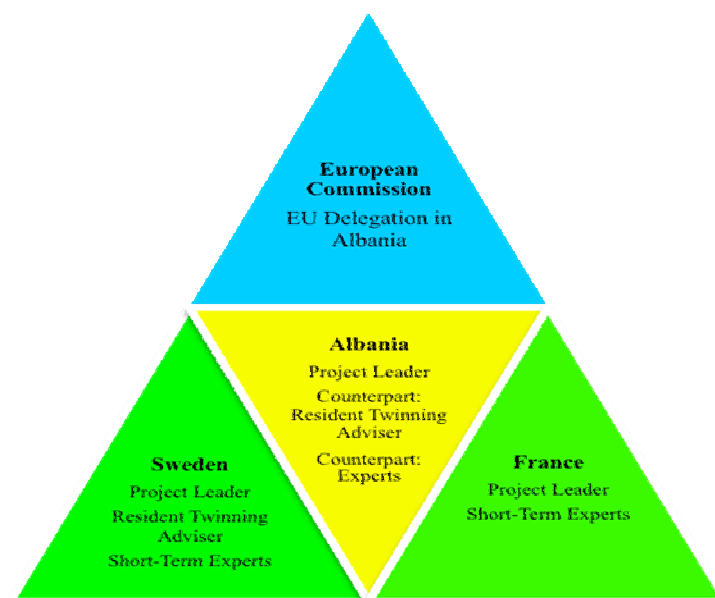 European
Commission
EU Delegation in
Albania
Albania
Project Leader
Counterpart:
Resident Twinning
Adviser
Counterpart:
Experts
Sweden
Project Leader
Resident Twinning
Adviser
Short-Term Experts
France
Project Leader
Short-Term Experts